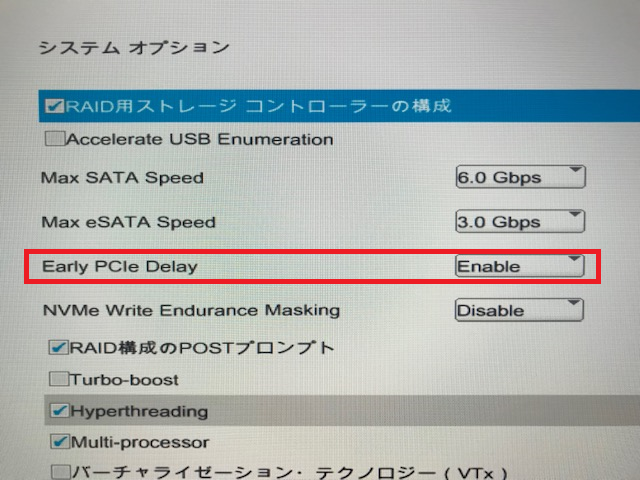 システム オプション
RAID用ストレージ コントローラーの構成
Accelerate USB Enumeration
Max SATA Speed 6.0 Gbps
Max eSATA Speed 3.0 Gbps
Early PCIe Delay Enable
NVMe Write Endurance Masking Disable
RAID構成のPOSTプロンプト
Turbo-boost
Hyperthreading
Multi-processor
バーチャライゼーション・ テクノロジー ( VTx )